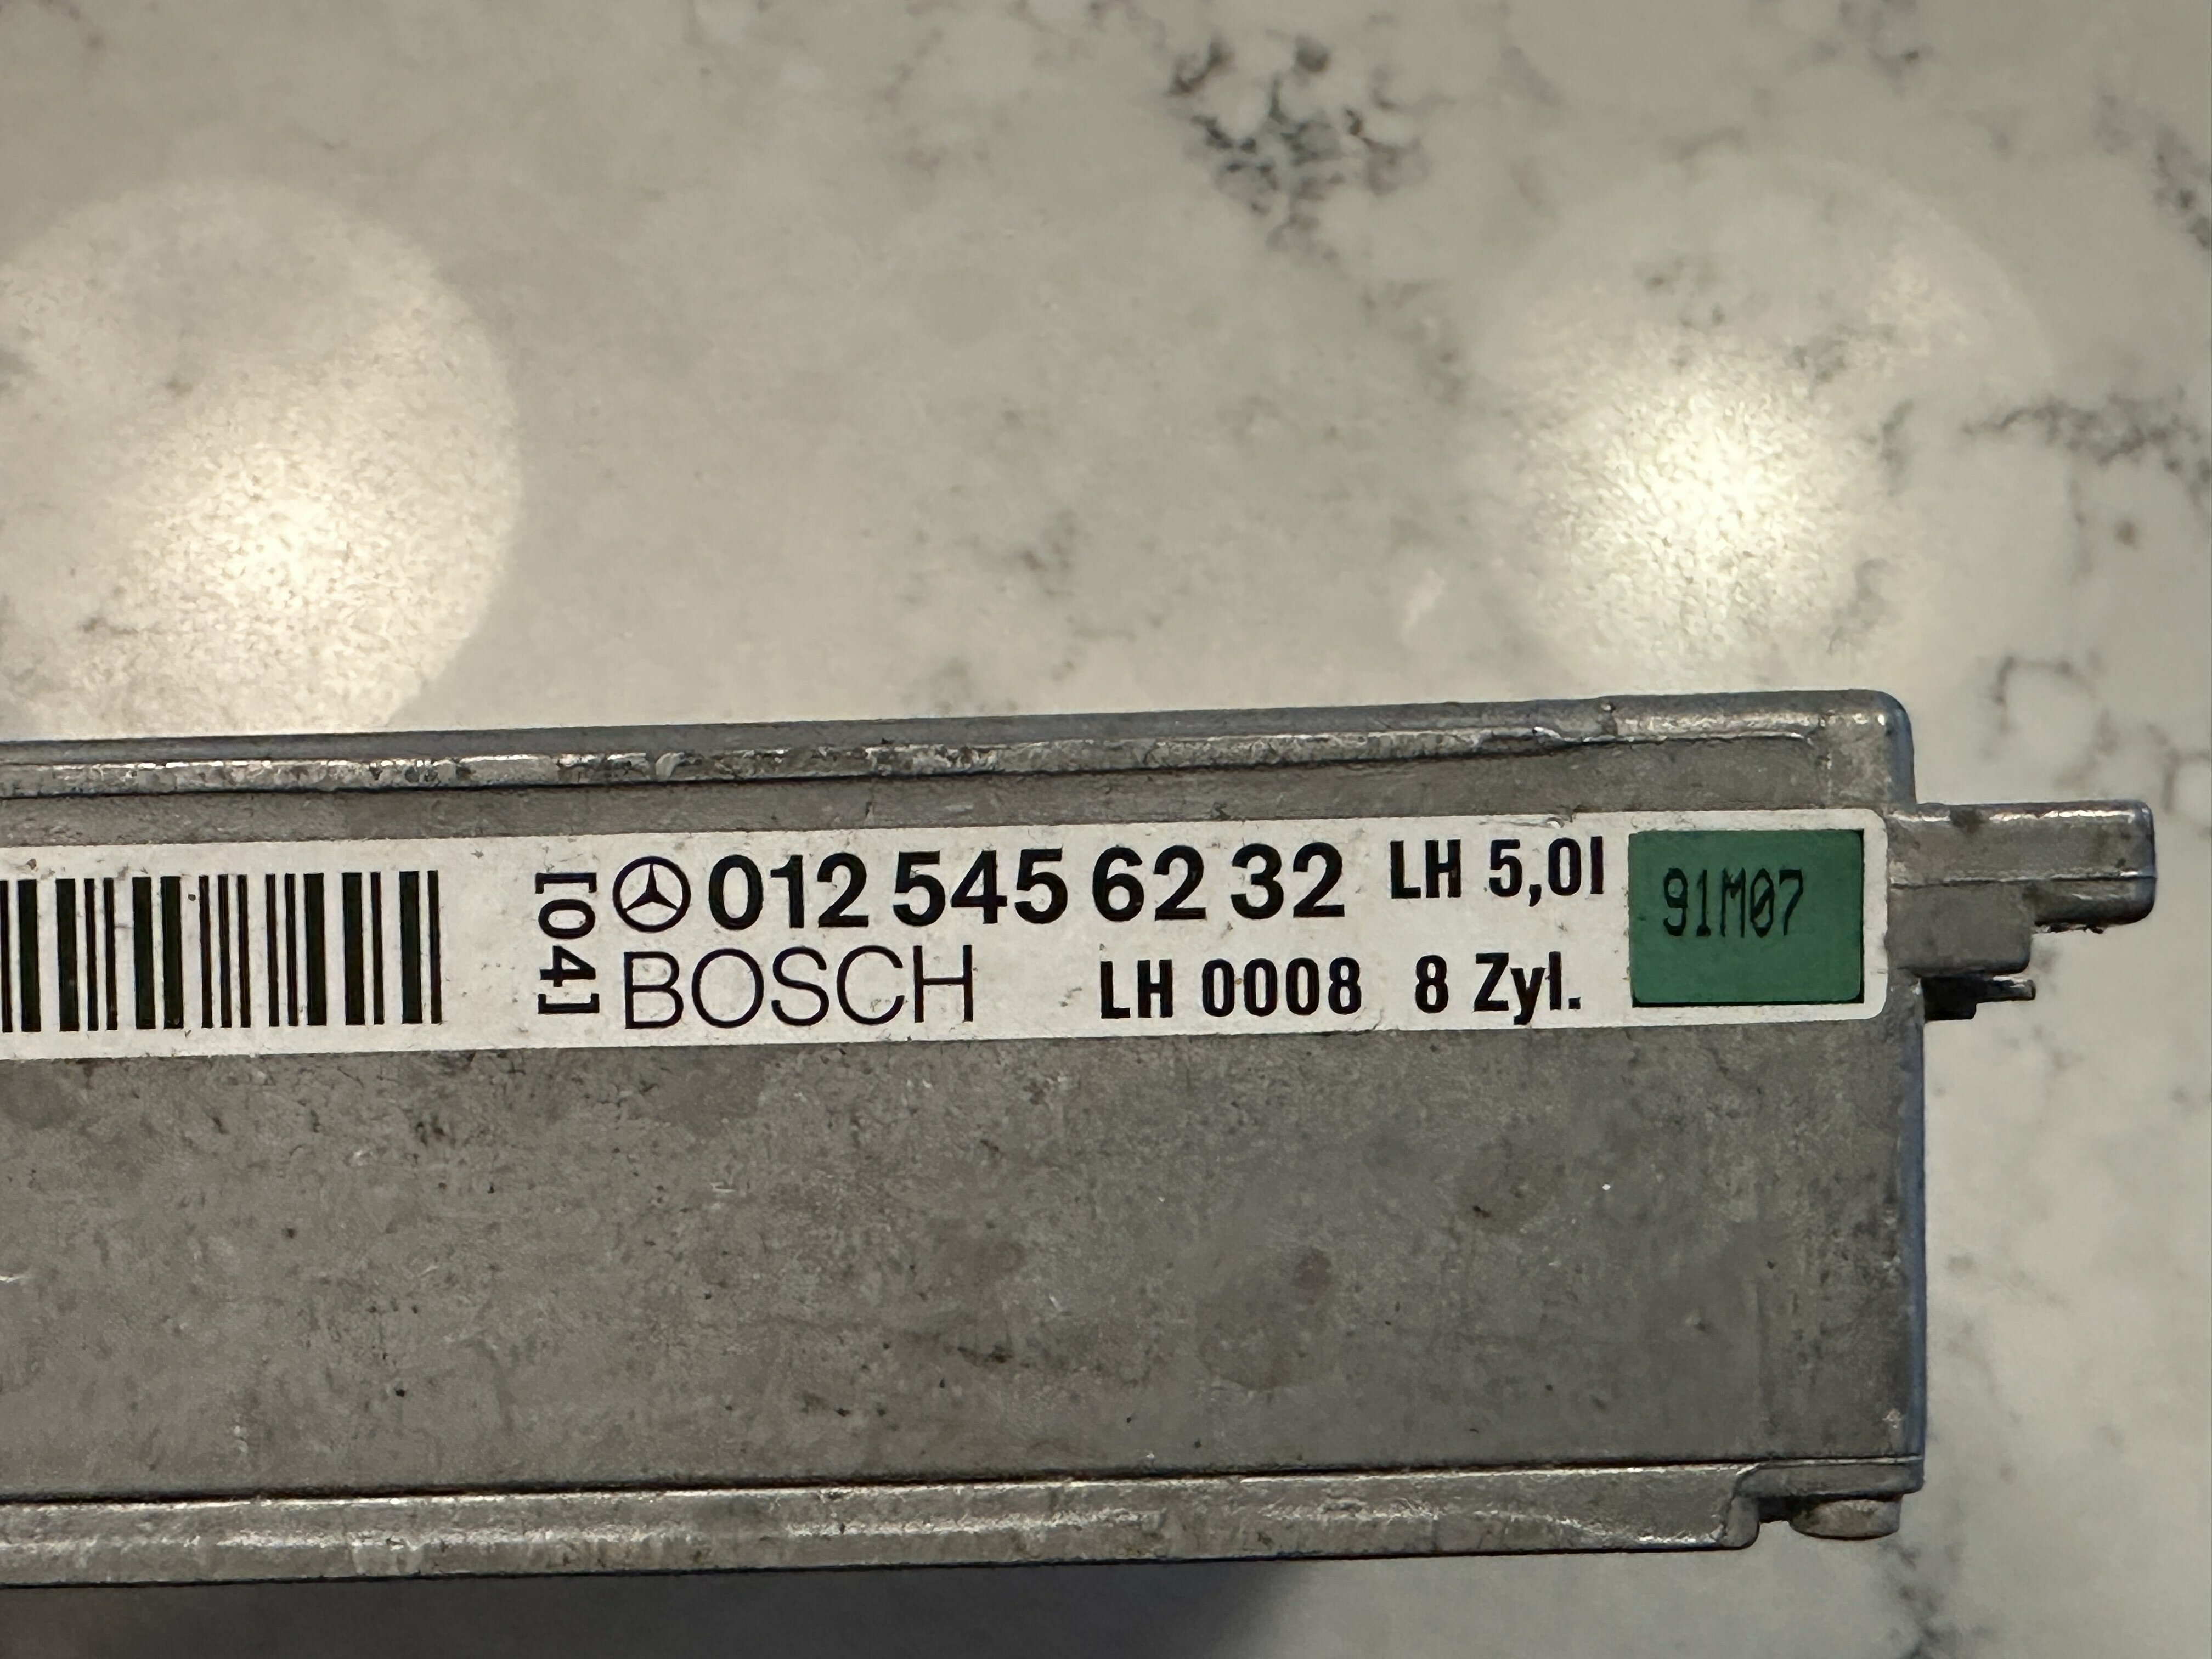 [04]
012 545 62 32 LH 5,0l
BOSCH LH 0008 8 Zyl.
91M07